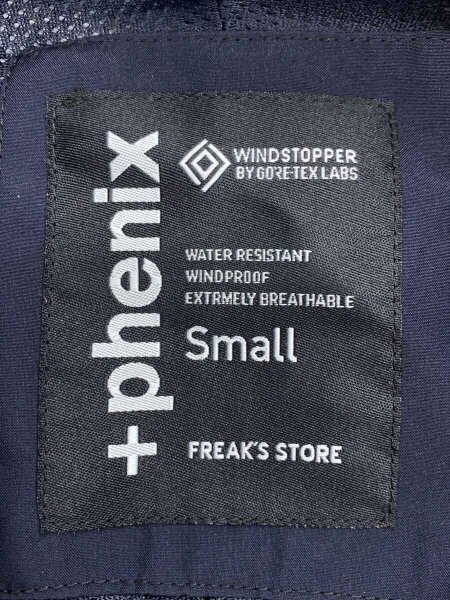 +phenix
WINDSTOPPER
BY GORE-TEX LABS
WATER RESISTANT
WINDPROOF
EXTRMELY BREATHABLE
Small
FREAK'S STORE